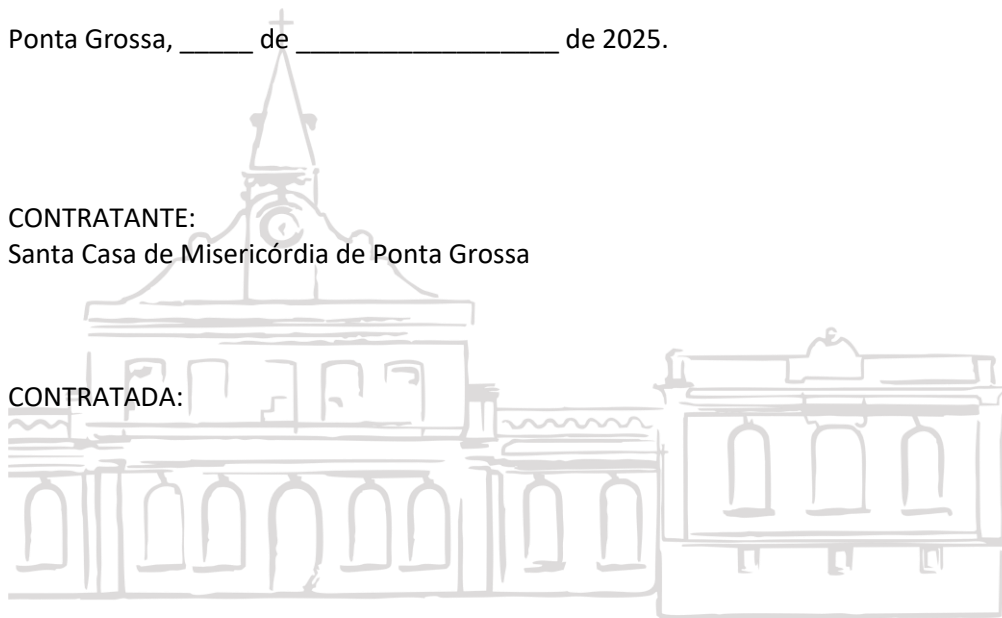 Ponta Grossa, _____ de __________________ de 2025.
CONTRATANTE:
Santa Casa de Misericórdia de Ponta Grossa
CONTRATADA: